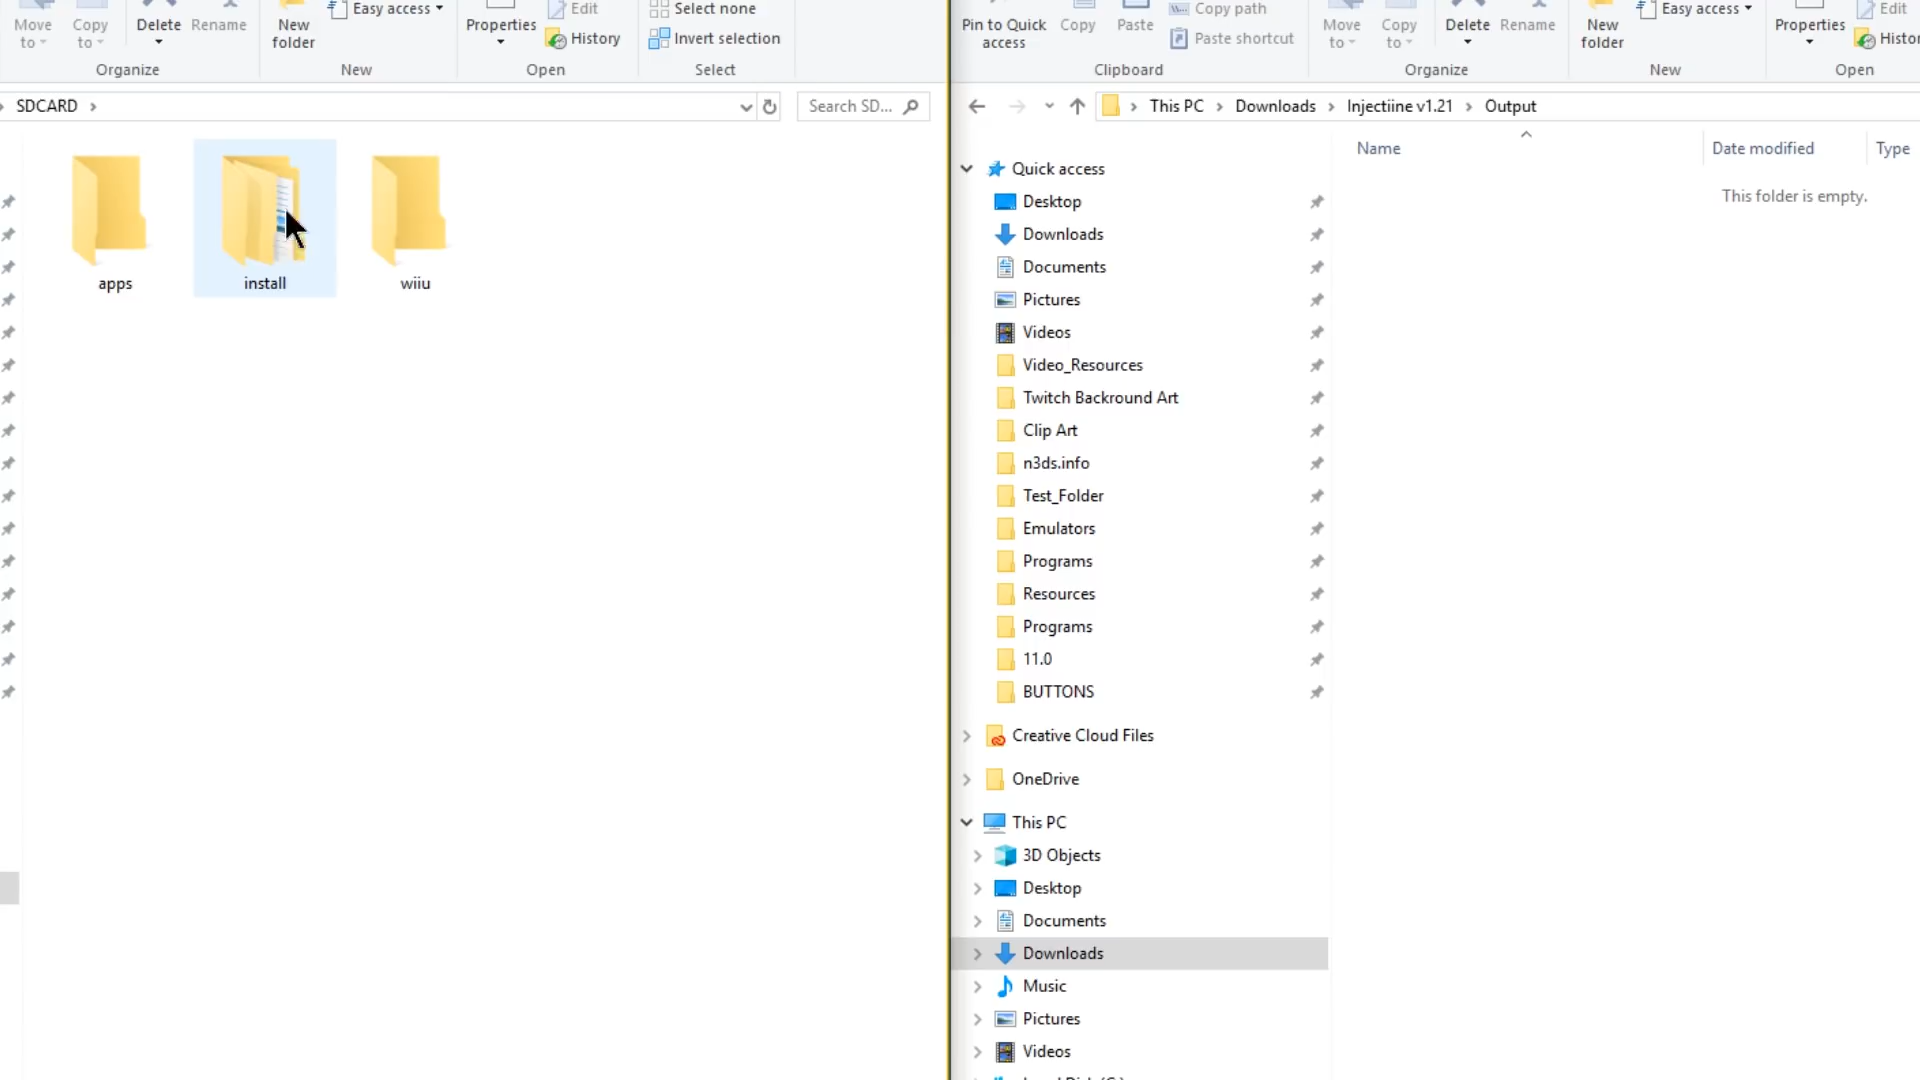 Move to
Copy to
Delete
Rename
New folder
Easy access
Properties
Edit
History
Select none
Invert selection
Organize
New
Open
Select
SDCARD
Search SD...
apps
install
wiiu
Pin to Quick access
Copy
Paste
Copy path
Paste shortcut
Move to
Copy to
Delete
Rename
New folder
Easy access
Properties
Edit
Histor
Clipboard
Organize
New
Open
This PC
Downloads
Injectiine v1.21
Output
Name
Date modified
Type
This folder is empty.
Quick access
Desktop
Downloads
Documents
Pictures
Videos
Video_Resources
Twitch Backround Art
Clip Art
n3ds.info
Test_Folder
Emulators
Programs
Resources
Programs
11.0
BUTTONS
Creative Cloud Files
OneDrive
This PC
3D Objects
Desktop
Documents
Downloads
Music
Pictures
Videos